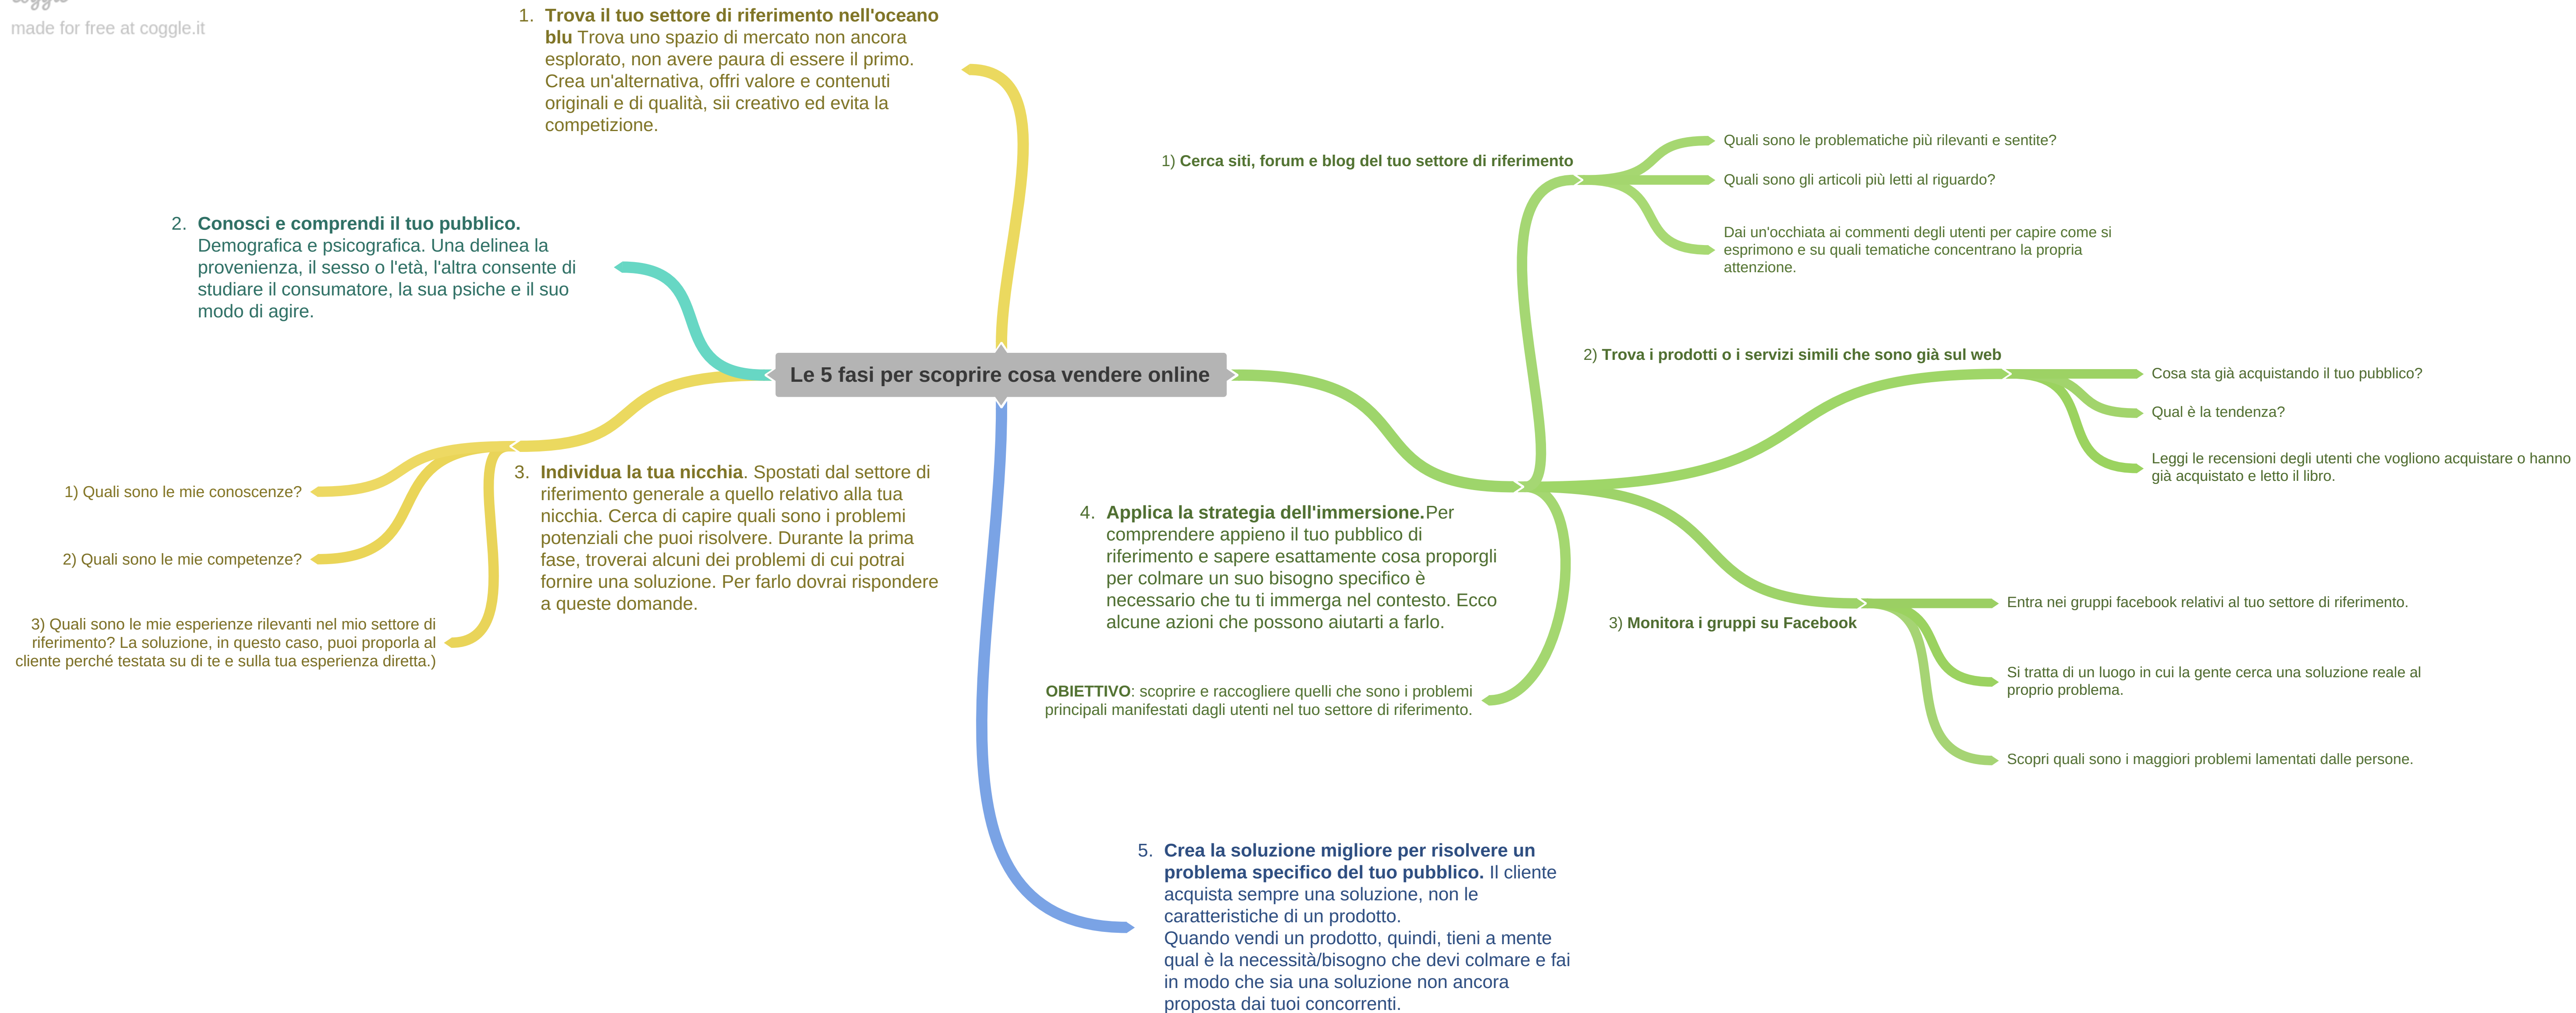 made for free at coggle.it
1. Trova il tuo settore di riferimento nell'oceano
blu Trova uno spazio di mercato non ancora
esplorato, non avere paura di essere il primo.
Crea un'alternativa, offri valore e contenuti
originali e di qualità, sii creativo ed evita la
competizione.
2. Conosci e comprendi il tuo pubblico.
Demografica e psicografica. Una delinea la
provenienza, il sesso o l'età, l'altra consente di
studiare il consumatore, la sua psiche e il suo
modo di agire.
Le 5 fasi per scoprire cosa vendere online
3. Individua la tua nicchia. Spostati dal settore di
riferimento generale a quello relativo alla tua
nicchia. Cerca di capire quali sono i problemi
potenziali che puoi risolvere. Durante la prima
fase, troverai alcuni dei problemi di cui potrai
fornire una soluzione. Per farlo dovrai rispondere
a queste domande.
1) Quali sono le mie conoscenze?
2) Quali sono le mie competenze?
3) Quali sono le mie esperienze rilevanti nel mio settore di
riferimento? La soluzione, in questo caso, puoi proporla al
cliente perché testata su di te e sulla tua esperienza diretta.)
4. Applica la strategia dell'immersione.Per
comprendere appieno il tuo pubblico di
riferimento e sapere esattamente cosa proporgli
per colmare un suo bisogno specifico è
necessario che tu ti immerga nel contesto. Ecco
alcune azioni che possono aiutarti a farlo.
1) Cerca siti, forum e blog del tuo settore di riferimento
Quali sono le problematiche più rilevanti e sentite?
Quali sono gli articoli più letti al riguardo?
Dai un'occhiata ai commenti degli utenti per capire come si
esprimono e su quali tematiche concentrano la propria
attenzione.
2) Trova i prodotti o i servizi simili che sono già sul web
Cosa sta già acquistando il tuo pubblico?
Qual è la tendenza?
Leggi le recensioni degli utenti che vogliono acquistare o hanno
già acquistato e letto il libro.
3) Monitora i gruppi su Facebook
Entra nei gruppi facebook relativi al tuo settore di riferimento.
Si tratta di un luogo in cui la gente cerca una soluzione reale al
proprio problema.
Scopri quali sono i maggiori problemi lamentati dalle persone.
OBIETTIVO: scoprire e raccogliere quelli che sono i problemi
principali manifestati dagli utenti nel tuo settore di riferimento.
5. Crea la soluzione migliore per risolvere un
problema specifico del tuo pubblico. Il cliente
acquista sempre una soluzione, non le
caratteristiche di un prodotto.
Quando vendi un prodotto, quindi, tieni a mente
qual è la necessità/bisogno che devi colmare e fai
in modo che sia una soluzione non ancora
proposta dai tuoi concorrenti.